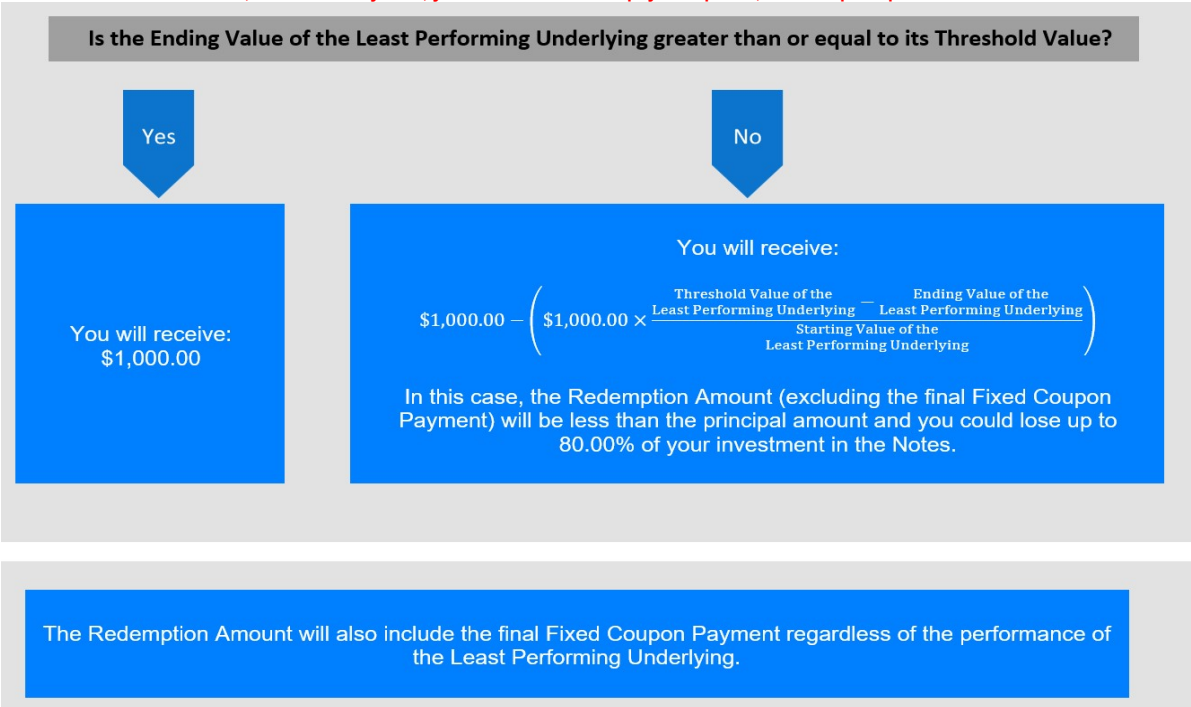 Is the Ending Value of the Least Performing Underlying greater than or equal to its Threshold Value?
Yes
No
You will receive:
$1,000.00
You will receive:
$1,000.00 − ($1,000.00 × (Threshold Value of the Least Performing Underlying − Ending Value of the Least Performing Underlying) / Starting Value of the Least Performing Underlying)
In this case, the Redemption Amount (excluding the final Fixed Coupon
Payment) will be less than the principal amount and you could lose up to
80.00% of your investment in the Notes.
The Redemption Amount will also include the final Fixed Coupon Payment regardless of the performance of
the Least Performing Underlying.